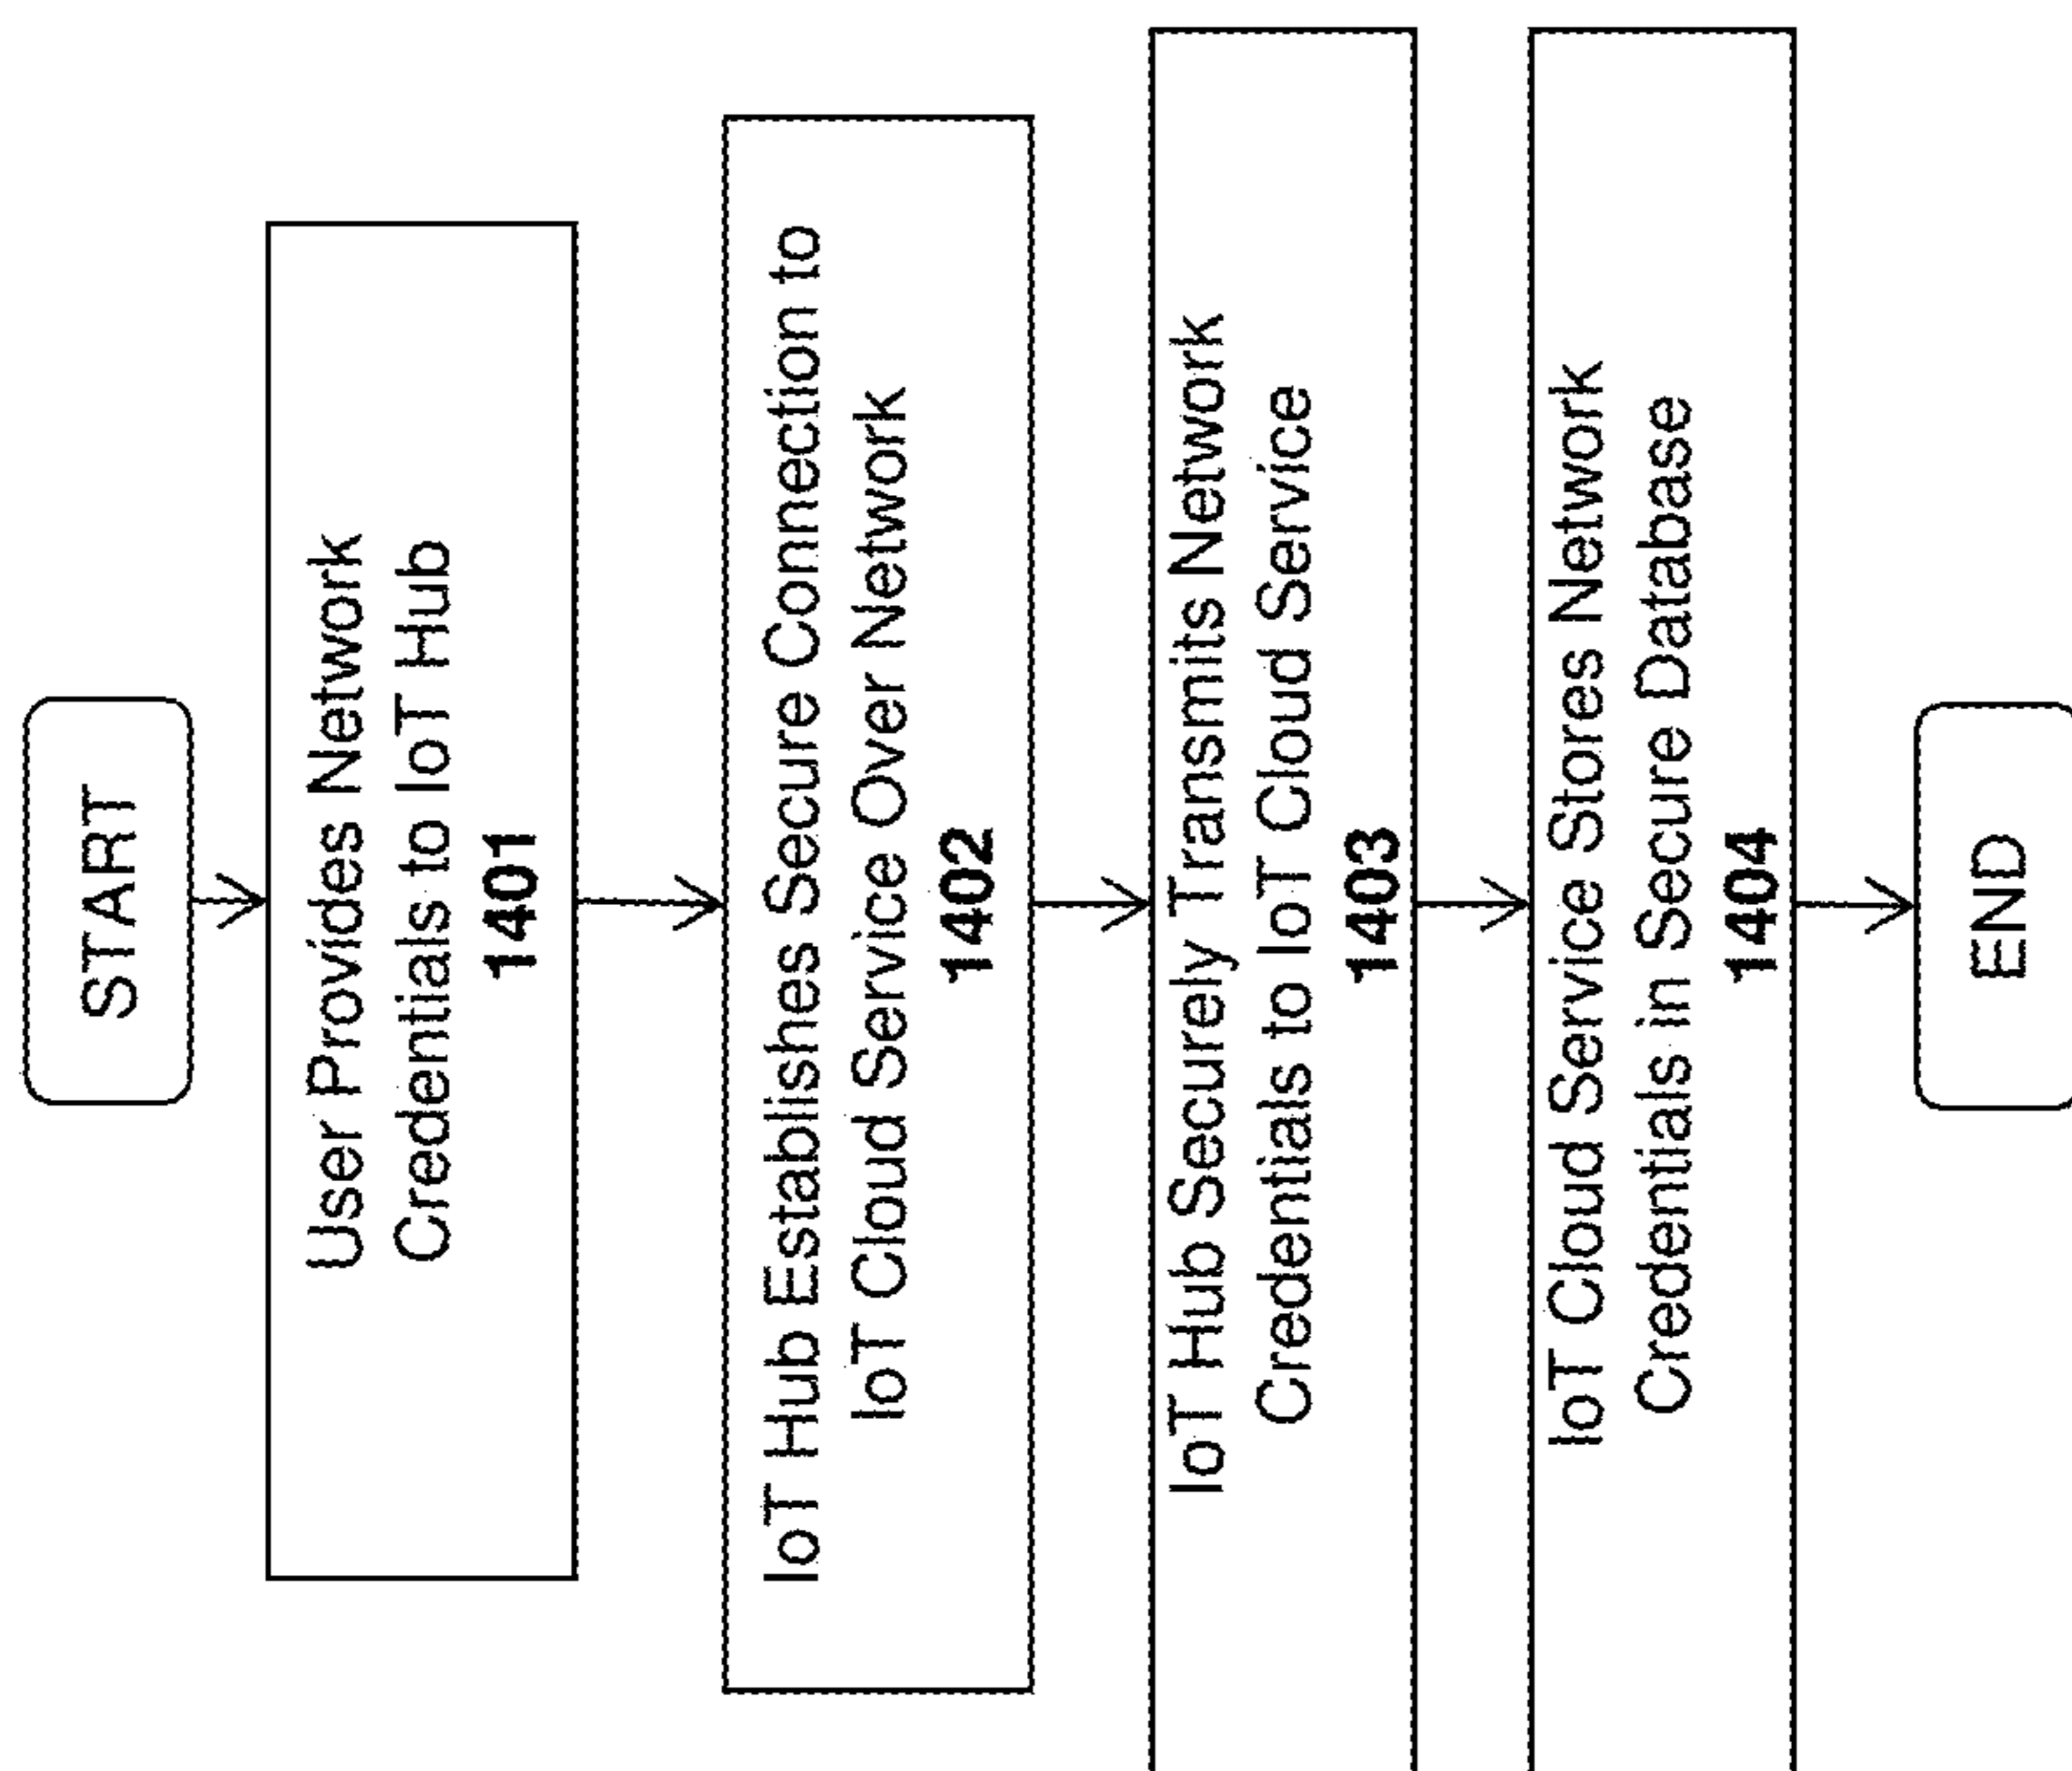 START
User Provides Network
Credentials to IoT Hub
1401
IoT Hub Establishes Secure Connection to
IoT Cloud Service Over Network
1402
IoT Hub Securely Transmits Network
Credentials to IoT Cloud Service
1403
IoT Cloud Service Stores Network
Credentials in Secure Database
1404
END